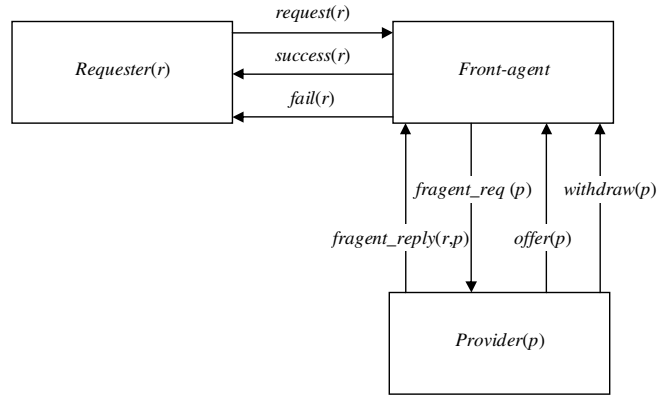 request(r)
Requester(r)
success(r)
Front-agent
fail(r)
fragent_req (p)
withdraw(p)
fragent_reply(r,p)
offer(p)
Provider(p)